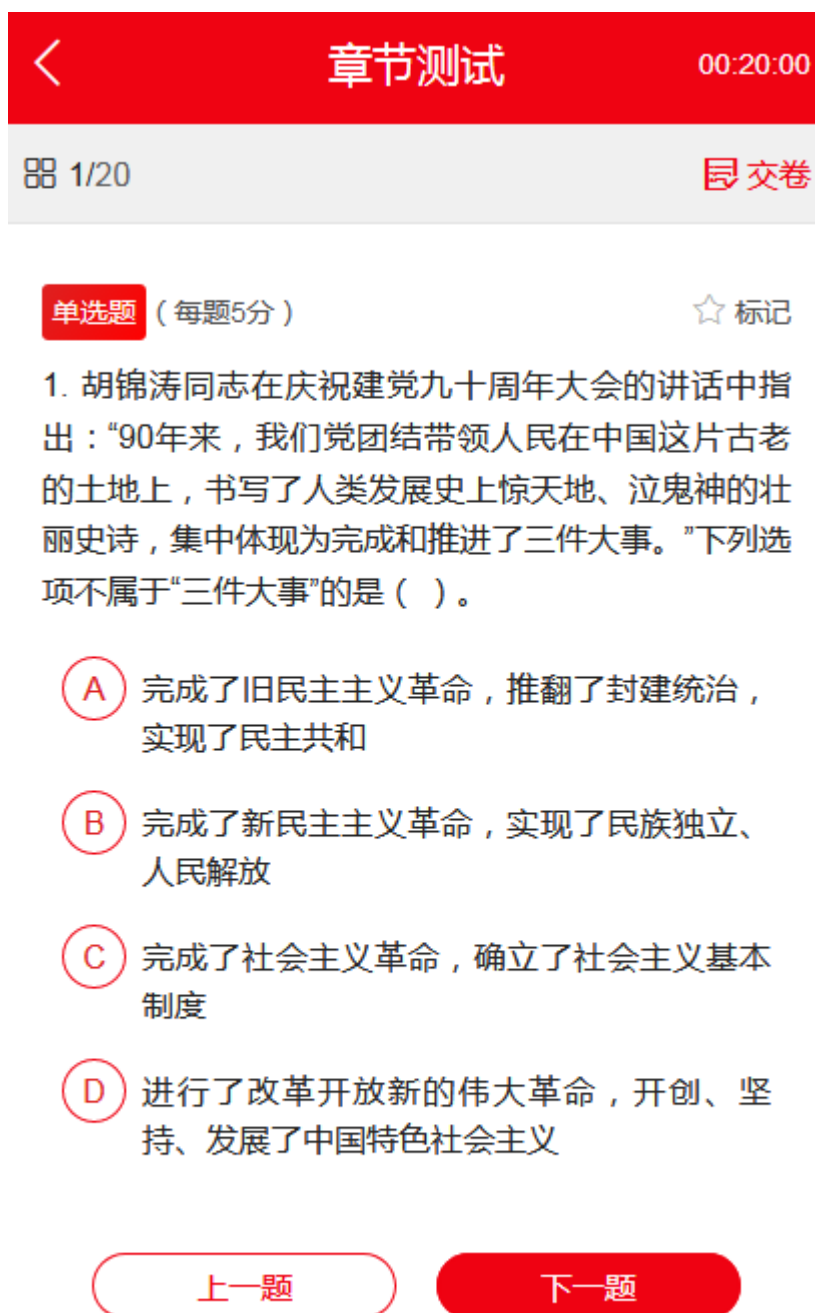 章节测试 00:20:00
1/20 交卷
单选题（每题5分） 标记
1. 胡锦涛同志在庆祝建党九十周年大会的讲话中指
出：“90年来，我们党团结带领人民在中国这片古老
的土地上，书写了人类发展史上惊天地、泣鬼神的壮
丽史诗，集中体现为完成和推进了三件大事。”下列选
项不属于“三件大事”的是（ ）。
A 完成了旧民主主义革命，推翻了封建统治，
实现了民主共和
B 完成了新民主主义革命，实现了民族独立、
人民解放
C 完成了社会主义革命，确立了社会主义基本
制度
D 进行了改革开放新的伟大革命，开创、坚
持、发展了中国特色社会主义
上一题 下一题